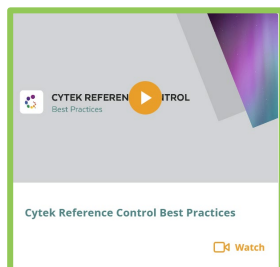 CYTEK REFEREN TROL
Best Practices
Cytek Reference Control Best Practices
Watch